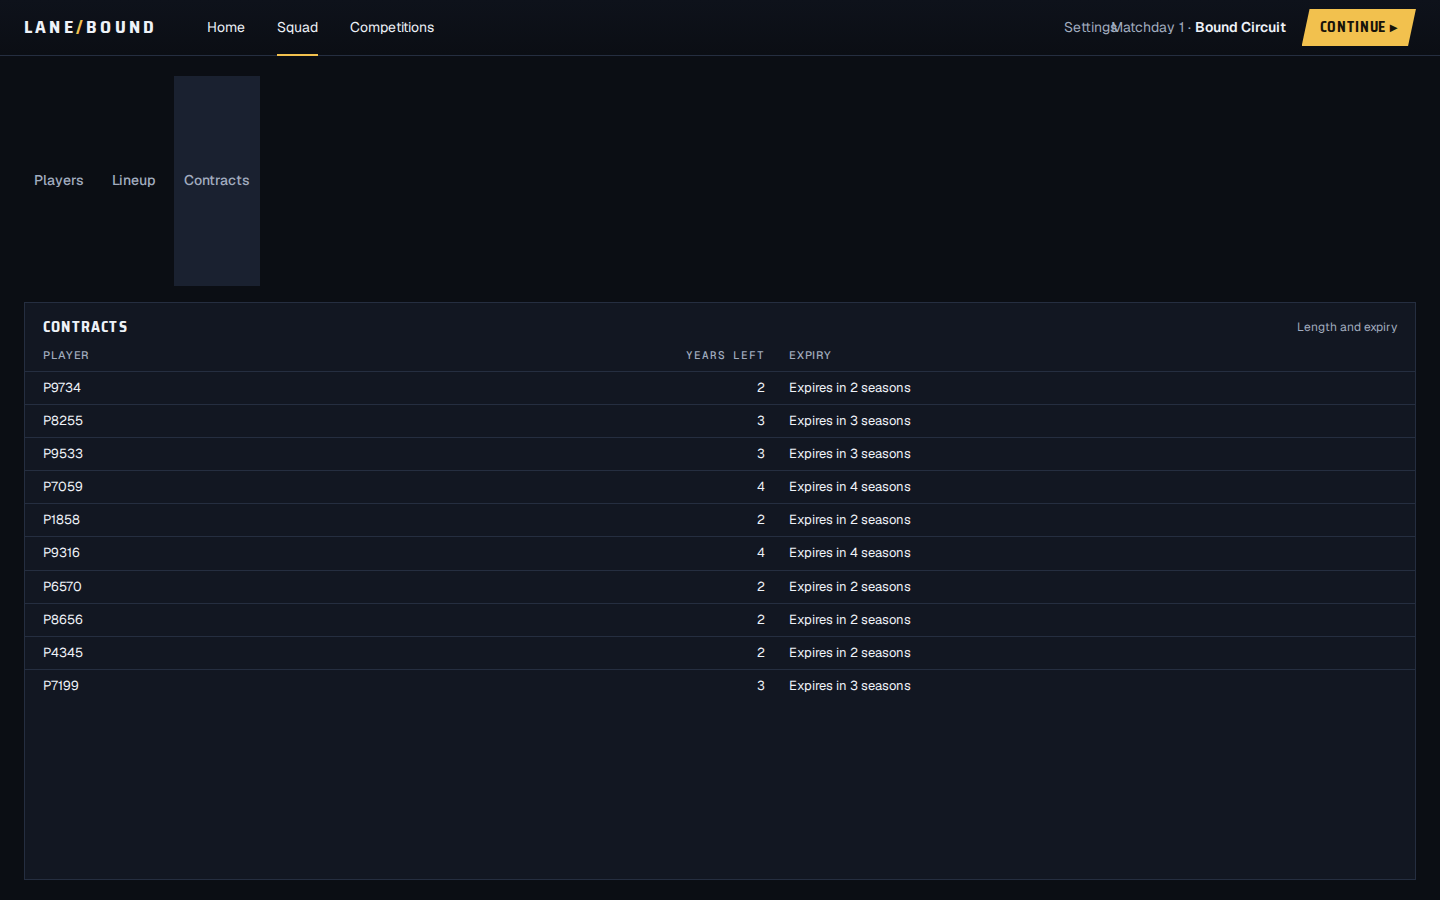 LANE/BOUND Home Squad Competitions Settings Matchday 1 · Bound Circuit CONTINUE ▸
Players Lineup Contracts
CONTRACTS Length and expiry
PLAYER YEARS LEFT EXPIRY
P9734 2 Expires in 2 seasons
P8255 3 Expires in 3 seasons
P9533 3 Expires in 3 seasons
P7059 4 Expires in 4 seasons
P1858 2 Expires in 2 seasons
P9316 4 Expires in 4 seasons
P6570 2 Expires in 2 seasons
P8656 2 Expires in 2 seasons
P4345 2 Expires in 2 seasons
P7199 3 Expires in 3 seasons